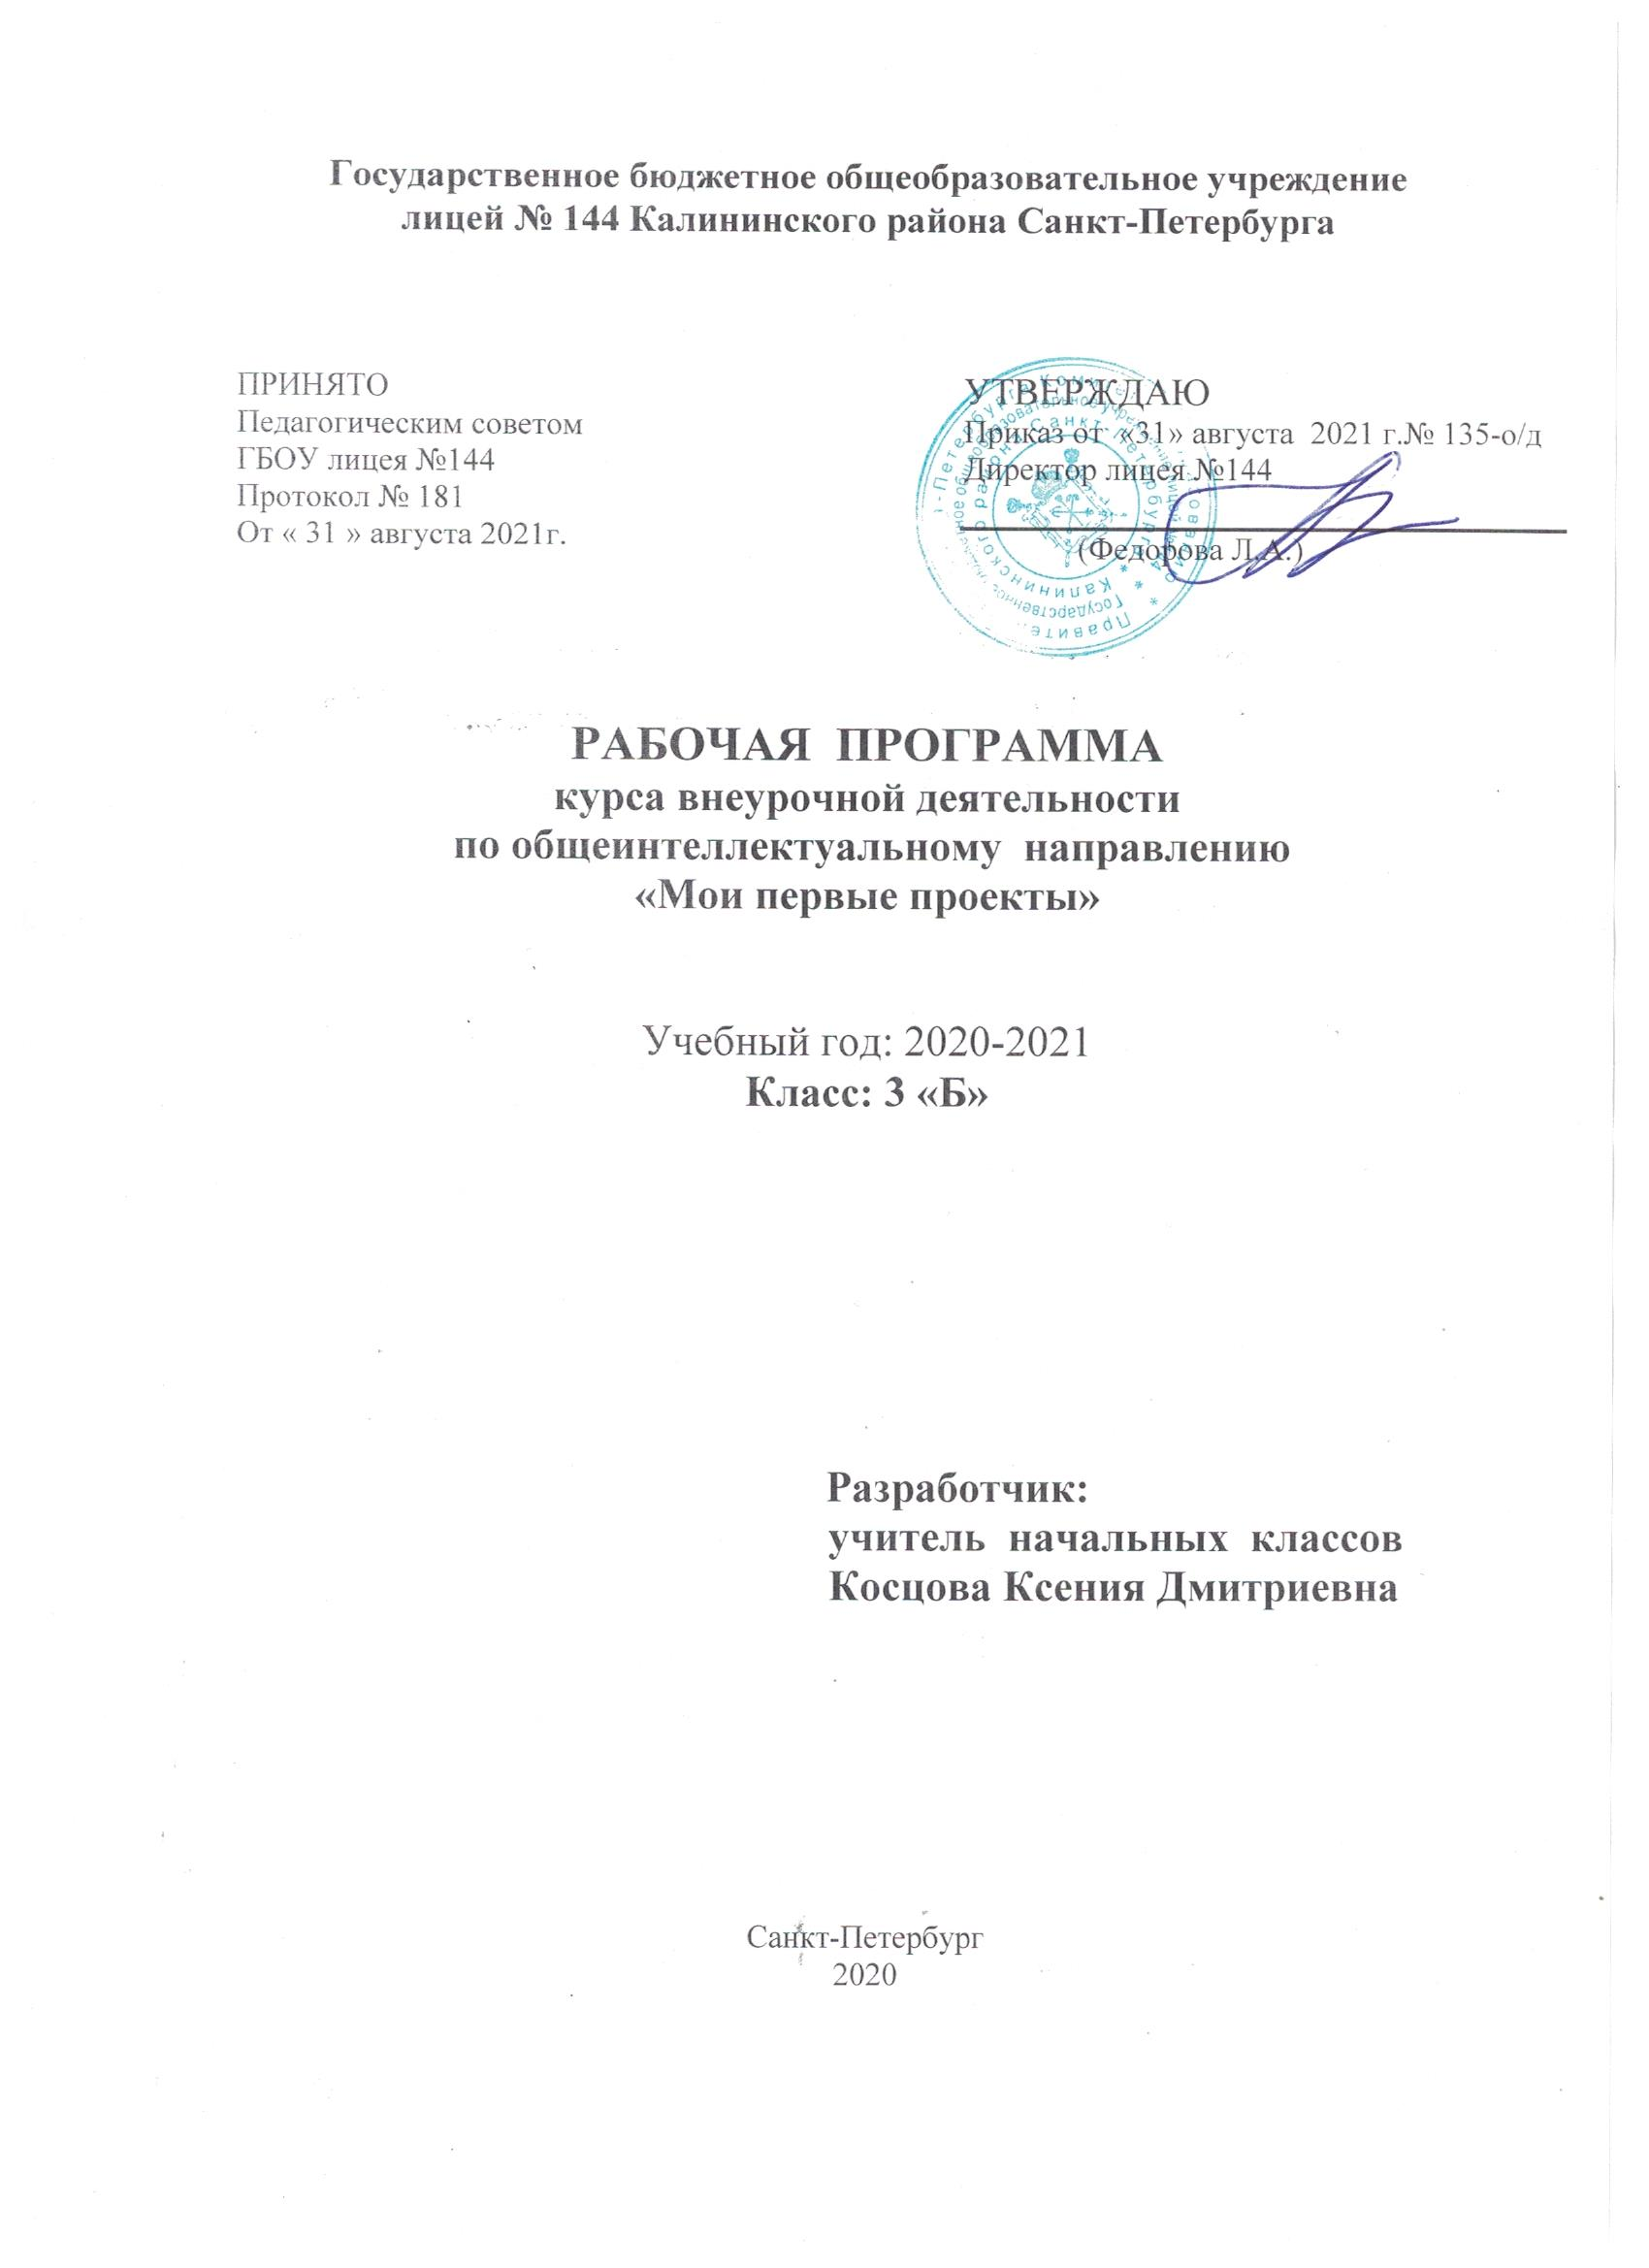 Государственное бюджетное общеобразовательное учреждение
лицей № 144 Калининского района Санкт-Петербурга
ПРИНЯТО
Педагогическим советом
ГБОУ лицея №144
Протокол № 181
От « 31 » августа 2021г.
УТВЕРЖДАЮ
Приказ от «31» августа 2021 г.№ 135-о/д
Директор лицея №144
(Федорова Л.А.)
РАБОЧАЯ ПРОГРАММА
курса внеурочной деятельности
по общеинтеллектуальному направлению
«Мои первые проекты»
Учебный год: 2020-2021
Класс: 3 «Б»
Разработчик:
учитель начальных классов
Косцова Ксения Дмитриевна
Санкт-Петербург
2020